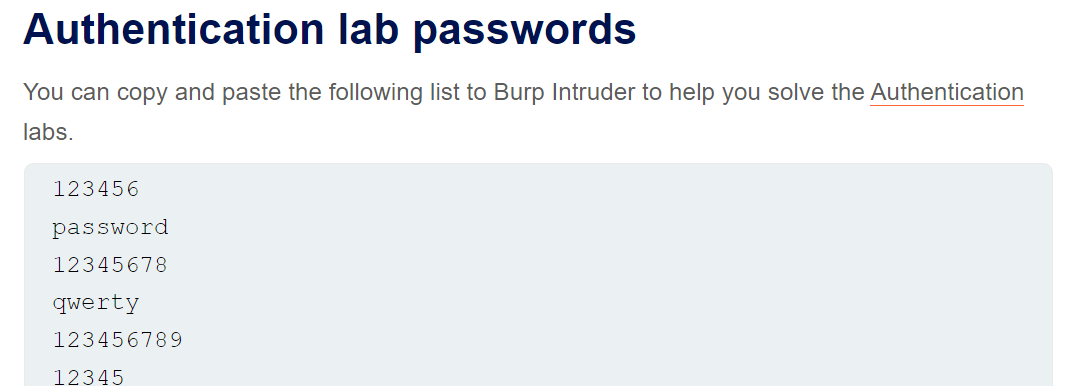 Authentication lab passwords
You can copy and paste the following list to Burp Intruder to help you solve the Authentication
labs.
123456
password
12345678
qwerty
123456789
12345